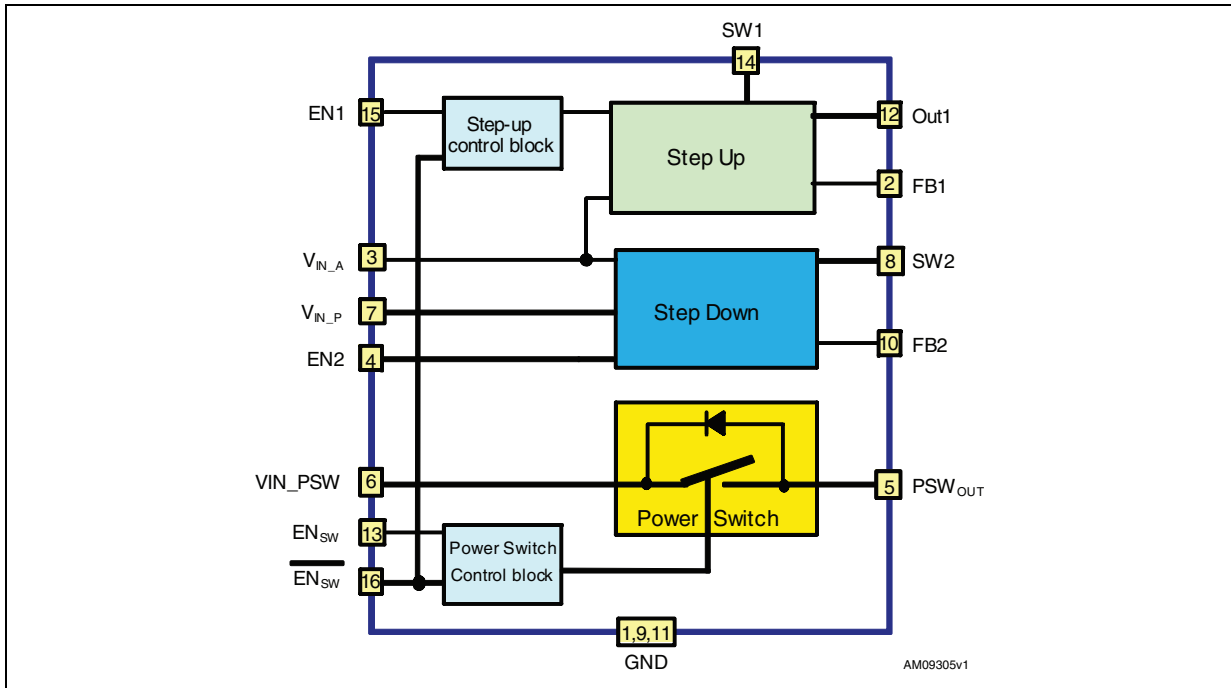 SW1
14
EN1
15
Step-up
control block
Step Up
12
Out1
2
FB1
VIN_A
3
8
SW2
VIN_P
7
Step Down
EN2
4
10
FB2
VIN_PSW
6
5
PSWOUT
Power Switch
ENSW
13
Power Switch
Control block
ENSW
16
1,9,11
GND
AM09305v1